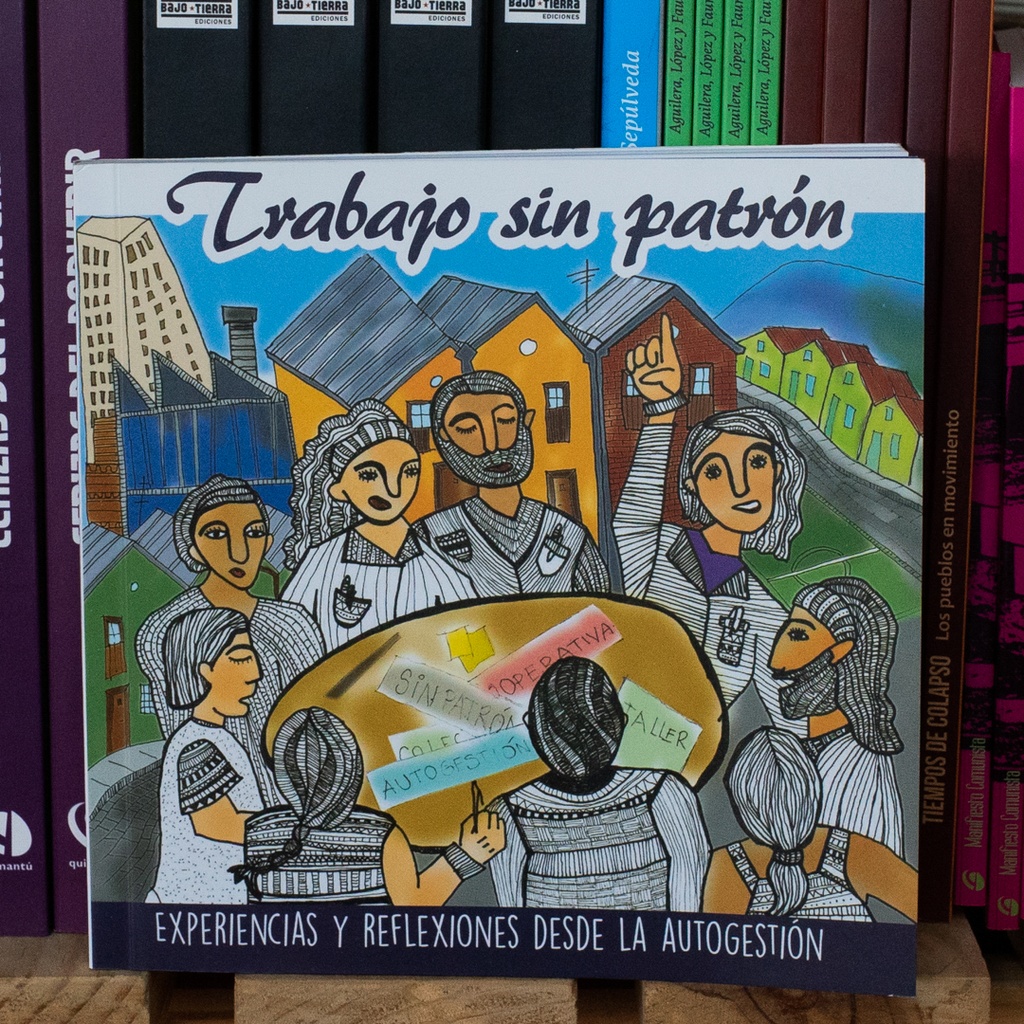 BAJO TIERRA
EDICIONES
BAJO TIERRA
EDICIONES
BAJO TIERRA
EDICIONES
BAJO TIERRA
EDICIONES
Sepúlveda
Aguilera, López y
Aguilera, López y
Aguilera, López y
Aguilera, López y
Trabajo sin patrón
COOPERATIVA
SIN PATRÓN
TALLER
AUTOGESTIÓN
EXPERIENCIAS Y REFLEXIONES DESDE LA AUTOGESTIÓN
TIEMPOS DE COLAPSO Los pueblos en movimiento
Manifiesto Comunista
Manifiesto Comunista